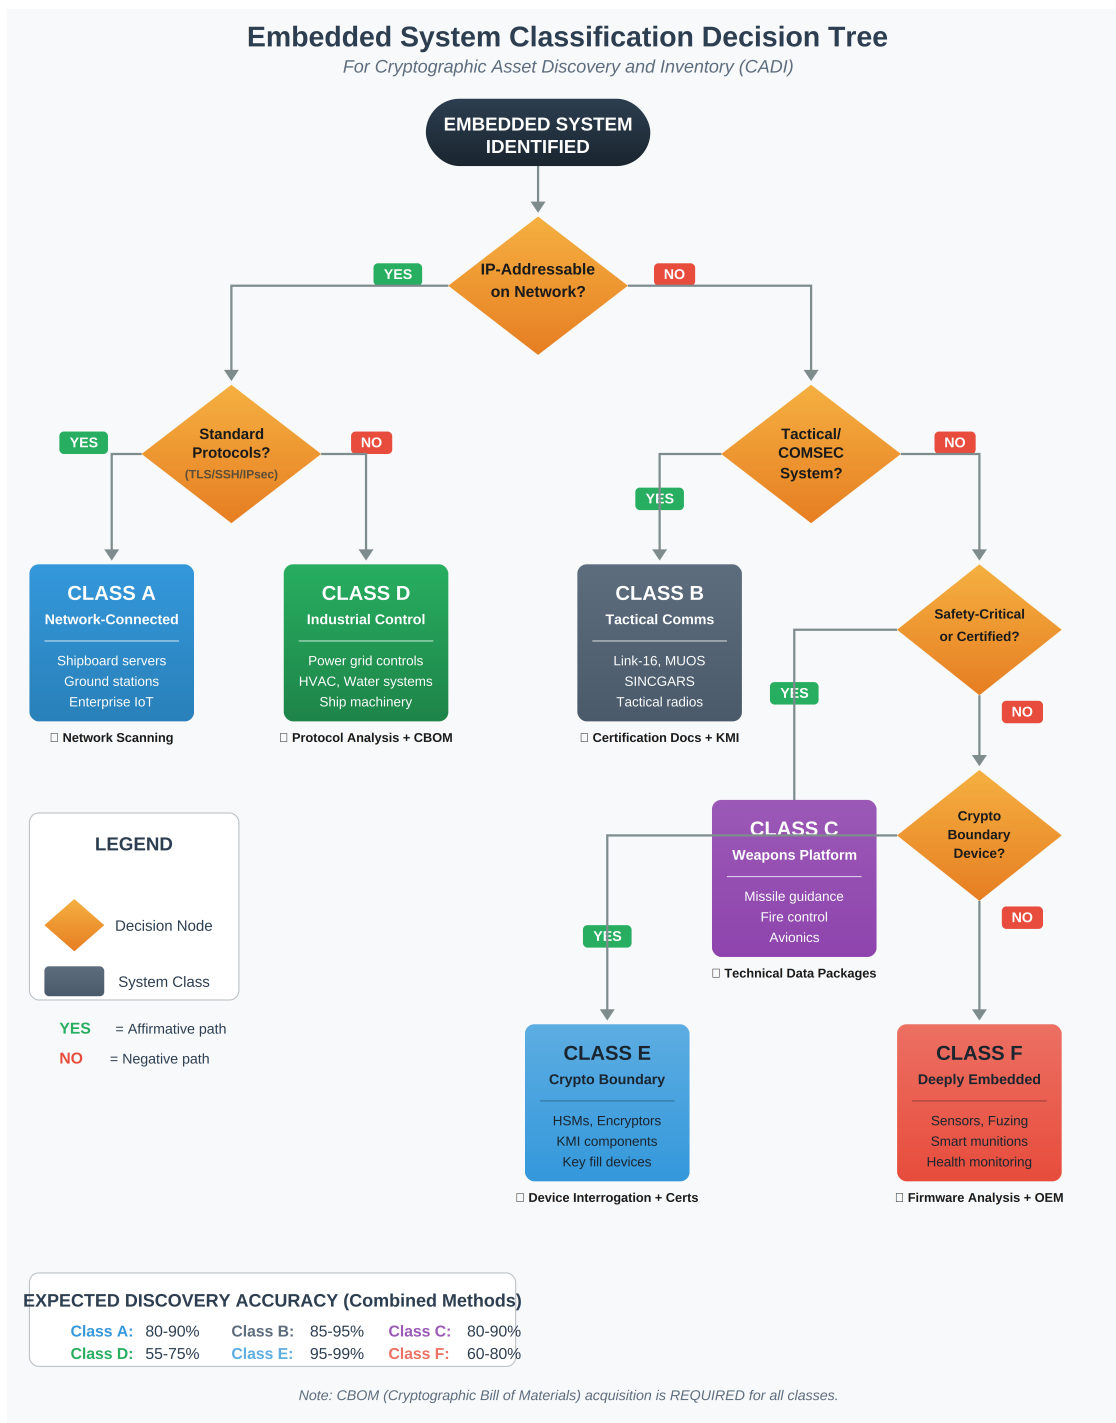 Embedded System Classification Decision Tree
For Cryptographic Asset Discovery and Inventory (CADI)
EMBEDDED SYSTEM
IDENTIFIED
YES
IP-Addressable
on Network?
NO
YES
Standard
Protocols?
(TLS/SSH/IPsec)
NO
Tactical/
COMSEC
System?
NO
YES
CLASS A
Network-Connected
Shipboard servers
Ground stations
Enterprise IoT
Network Scanning
CLASS D
Industrial Control
Power grid controls
HVAC, Water systems
Ship machinery
Protocol Analysis + CBOM
CLASS B
Tactical Comms
Link-16, MUOS
SINCGARS
Tactical radios
Certification Docs + KMI
Safety-Critical
or Certified?
YES
NO
CLASS C
Weapons Platform
Missile guidance
Fire control
Avionics
Technical Data Packages
Crypto
Boundary
Device?
YES
NO
LEGEND
Decision Node
System Class
YES = Affirmative path
NO = Negative path
CLASS E
Crypto Boundary
HSMs, Encryptors
KMI components
Key fill devices
Device Interrogation + Certs
CLASS F
Deeply Embedded
Sensors, Fuzing
Smart munitions
Health monitoring
Firmware Analysis + OEM
EXPECTED DISCOVERY ACCURACY (Combined Methods)
Class A: 80-90% Class B: 85-95% Class C: 80-90%
Class D: 55-75% Class E: 95-99% Class F: 60-80%
Note: CBOM (Cryptographic Bill of Materials) acquisition is REQUIRED for all classes.